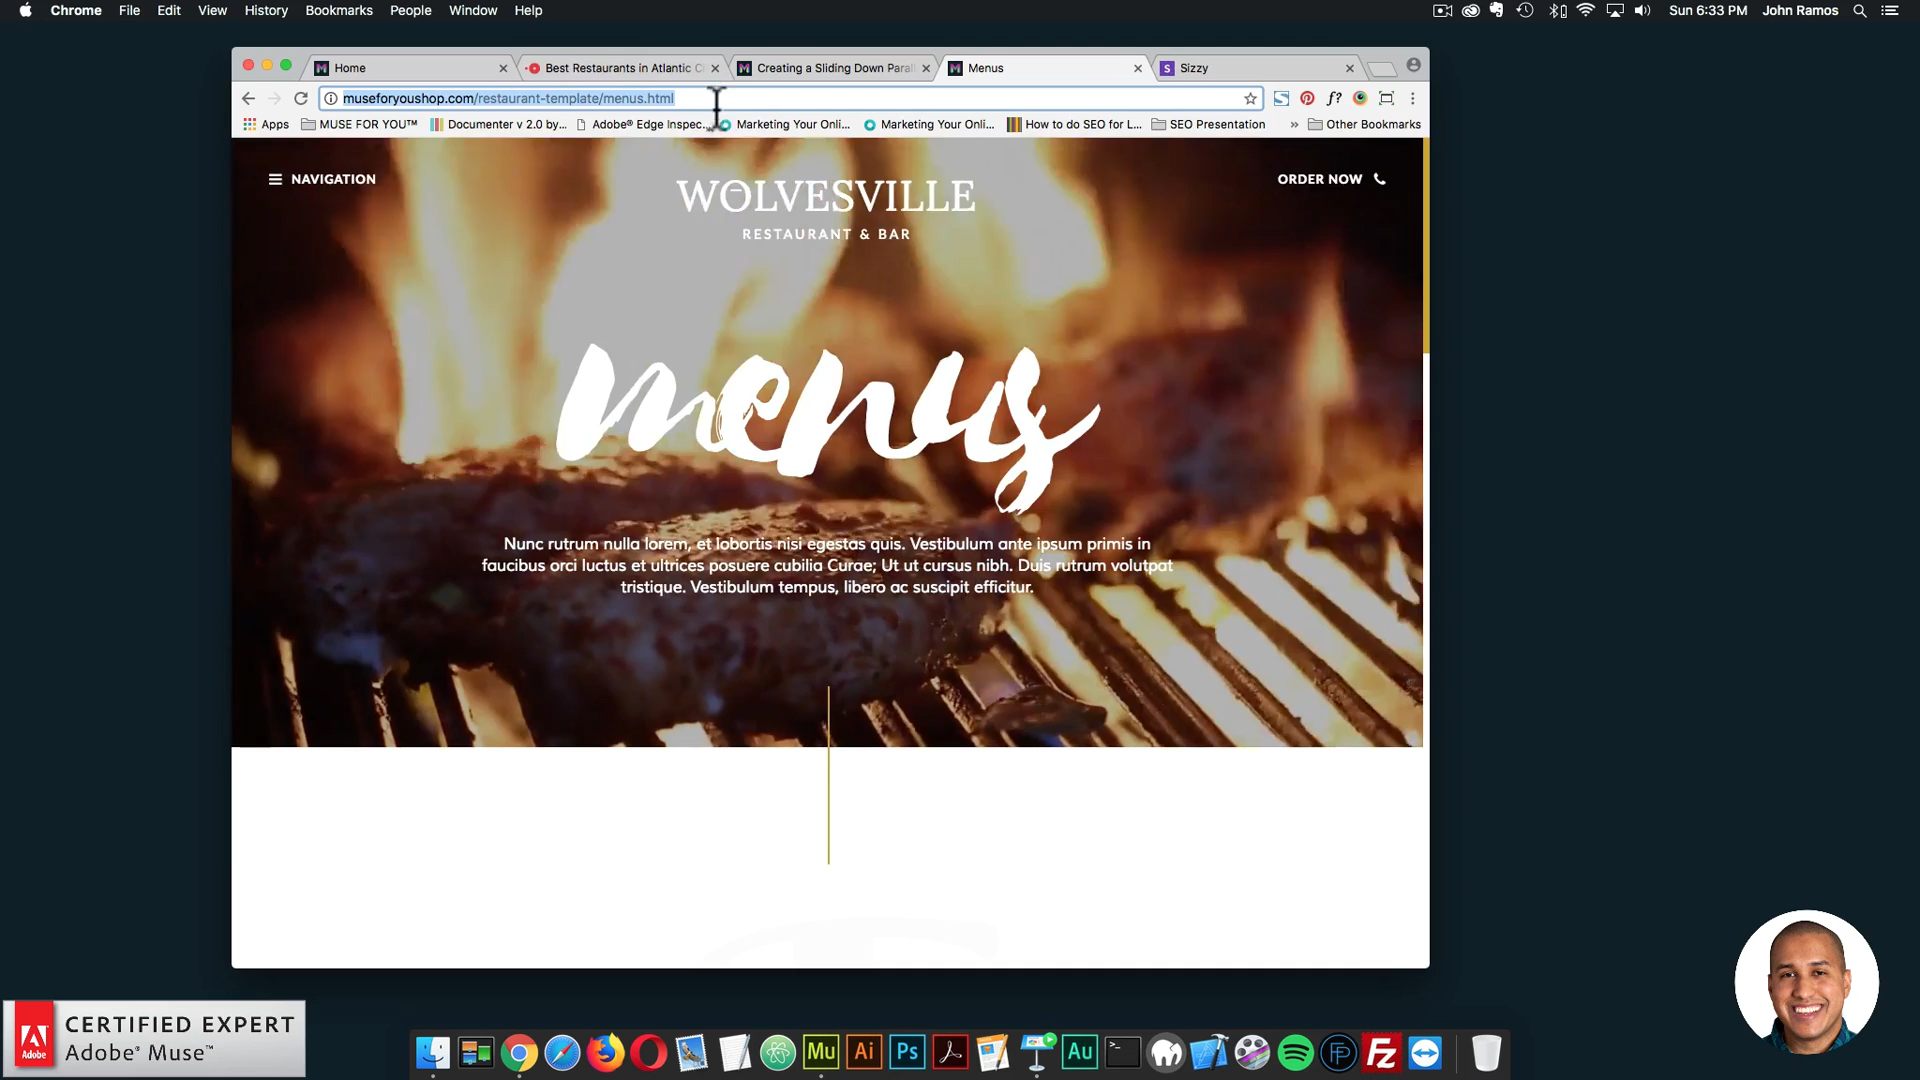 Chrome File Edit View History Bookmarks People Window Help
Sun 6:33 PM John Ramos
Home
Best Restaurants in Atlantic
Creating a Sliding Down Paral
Menus
S Sizzy
museforyoushop.com/restaurant-template/menus.html
f?
Apps MUSE FOR YOU™ Documenter v 2.0 by... Adobe® Edge Inspec... Marketing Your Onli... Marketing Your Onli... How to do SEO for L... SEO Presentation » Other Bookmarks
NAVIGATION
ORDER NOW
WOLVESVILLE
RESTAURANT & BAR
menus
Nunc rutrum nulla lorem, et lobortis nisi egestas quis. Vestibulum ante ipsum primis in
faucibus orci luctus et ultrices posuere cubilia Curae; Ut ut cursus nibh. Duis rutrum volutpat
tristique. Vestibulum tempus, libero ac suscipit efficitur.
Adobe
CERTIFIED EXPERT
Adobe® Muse™
Mu Ai Ps Au Fz